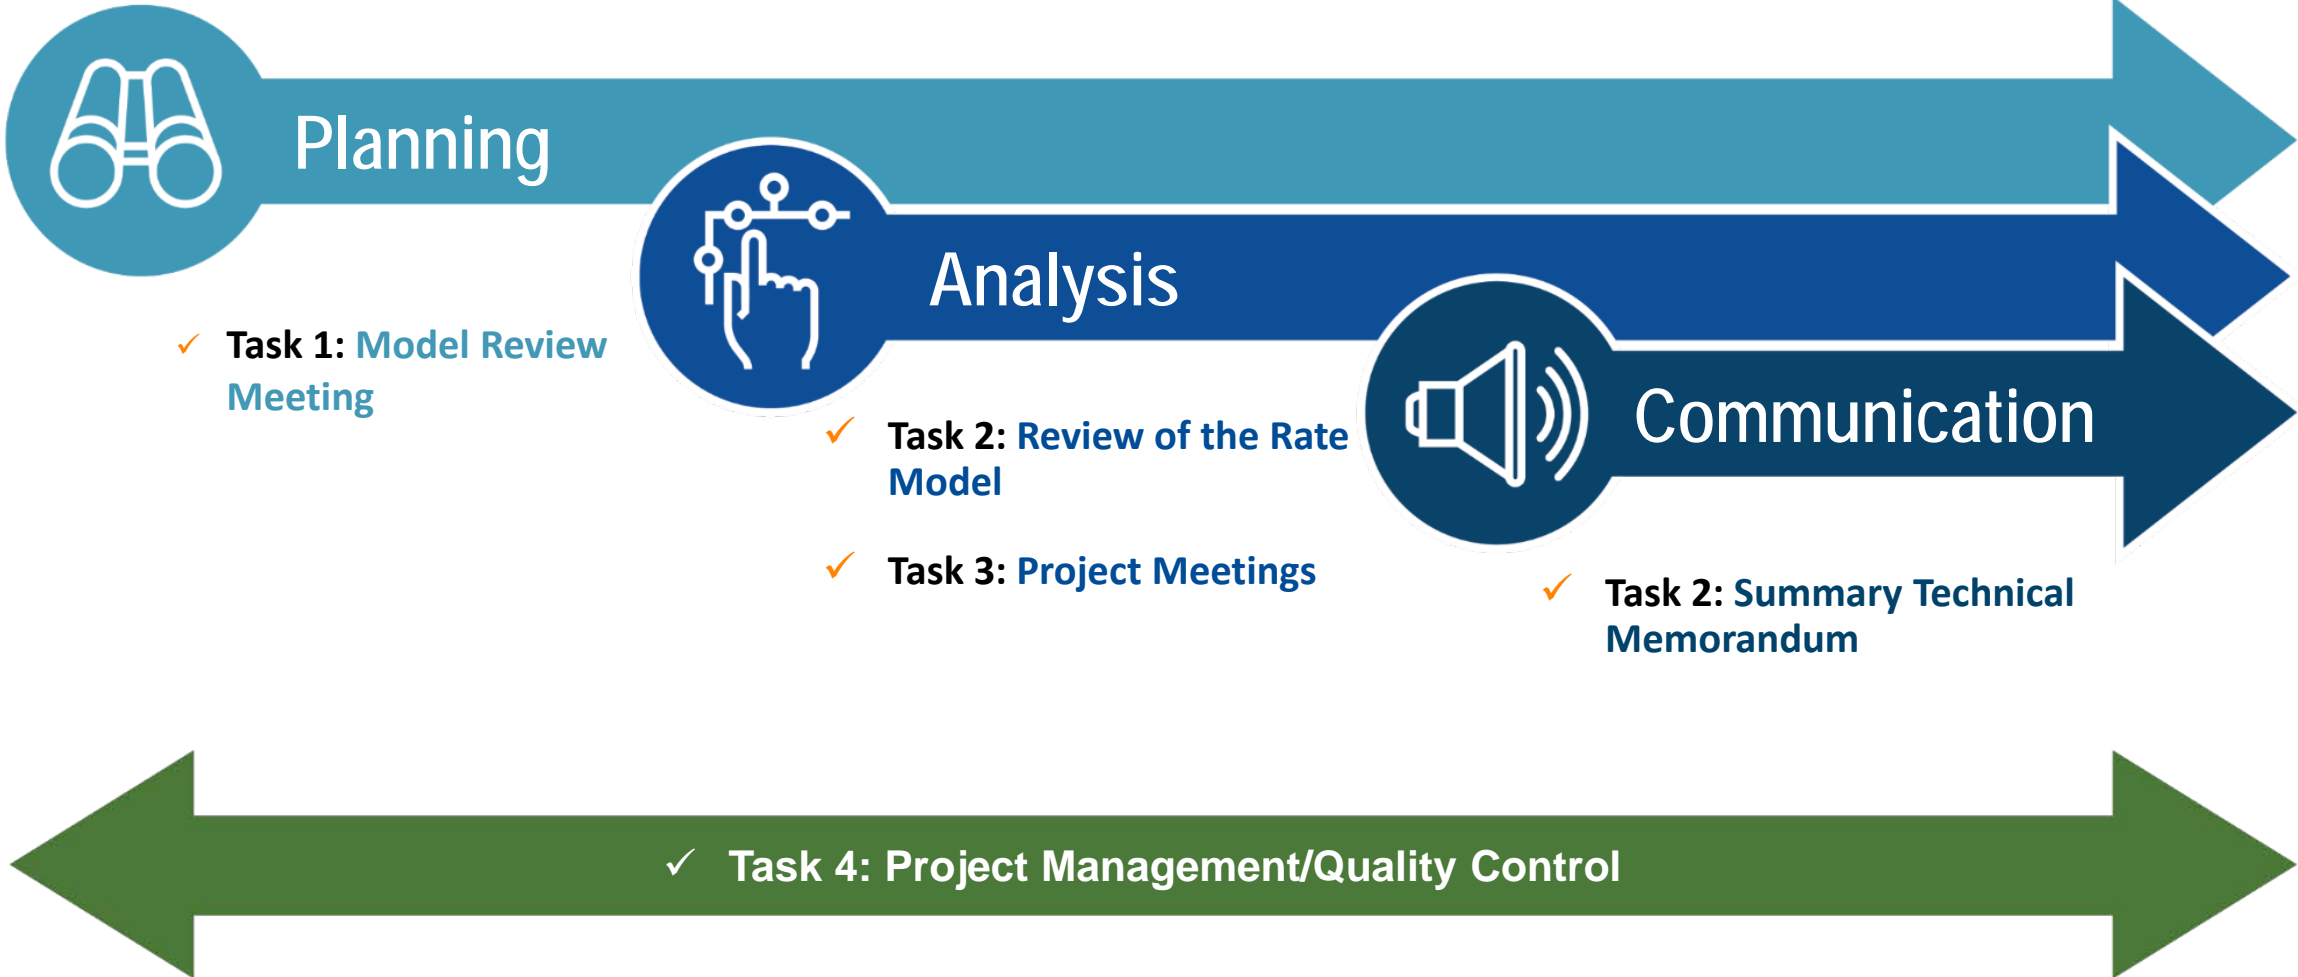 Planning
Analysis
✓ Task 1: Model Review
Meeting
Communication
✓ Task 2: Review of the Rate
Model
✓ Task 3: Project Meetings
✓ Task 2: Summary Technical
Memorandum
✓ Task 4: Project Management/Quality Control